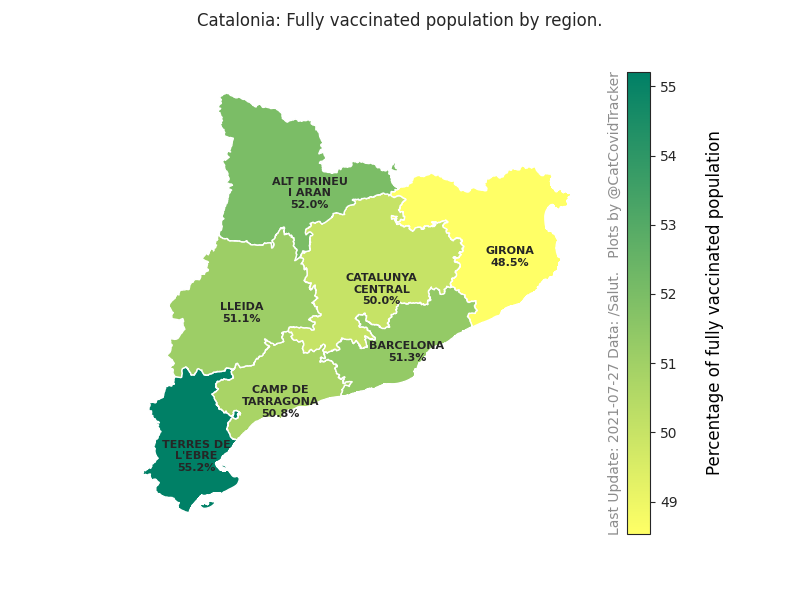 Catalonia: Fully vaccinated population by region.
ALT PIRINEU
I ARAN
52.0%
GIRONA
48.5%
CATALUNYA
CENTRAL
50.0%
LLEIDA
51.1%
BARCELONA
51.3%
CAMP DE
TARRAGONA
50.8%
TERRES DE
L'EBRE
55.2%
Last Update: 2021-07-27 Data: /Salut.   Plots by @CatCovidTracker
55
54
53
52
51
50
49
Percentage of fully vaccinated population